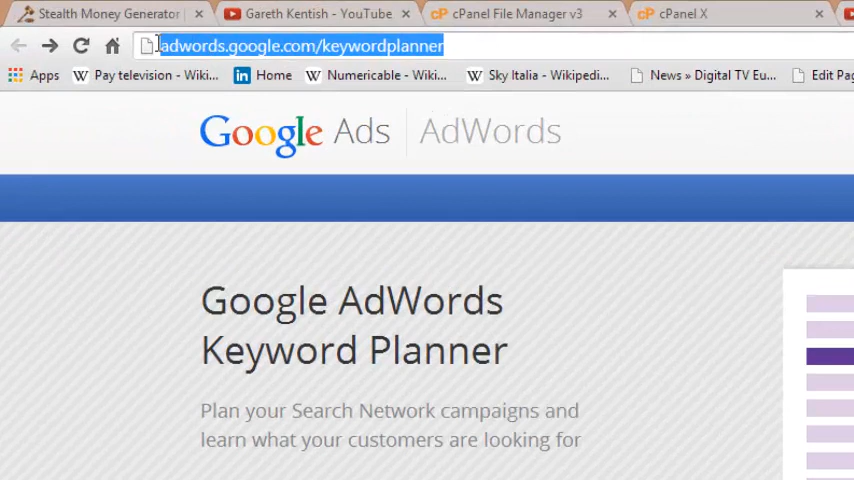 Stealth Money Generator
Gareth Kentish - YouTube
cPanel File Manager v3
cPanel X
adwords.google.com/keywordplanner
Apps
W Pay television - Wiki...
in Home
W Numericable - Wikip...
W Sky Italia - Wikipedi...
News » Digital TV Eu...
Edit Pag
Google Ads AdWords
Google AdWords
Keyword Planner
Plan your Search Network campaigns and
learn what your customers are looking for